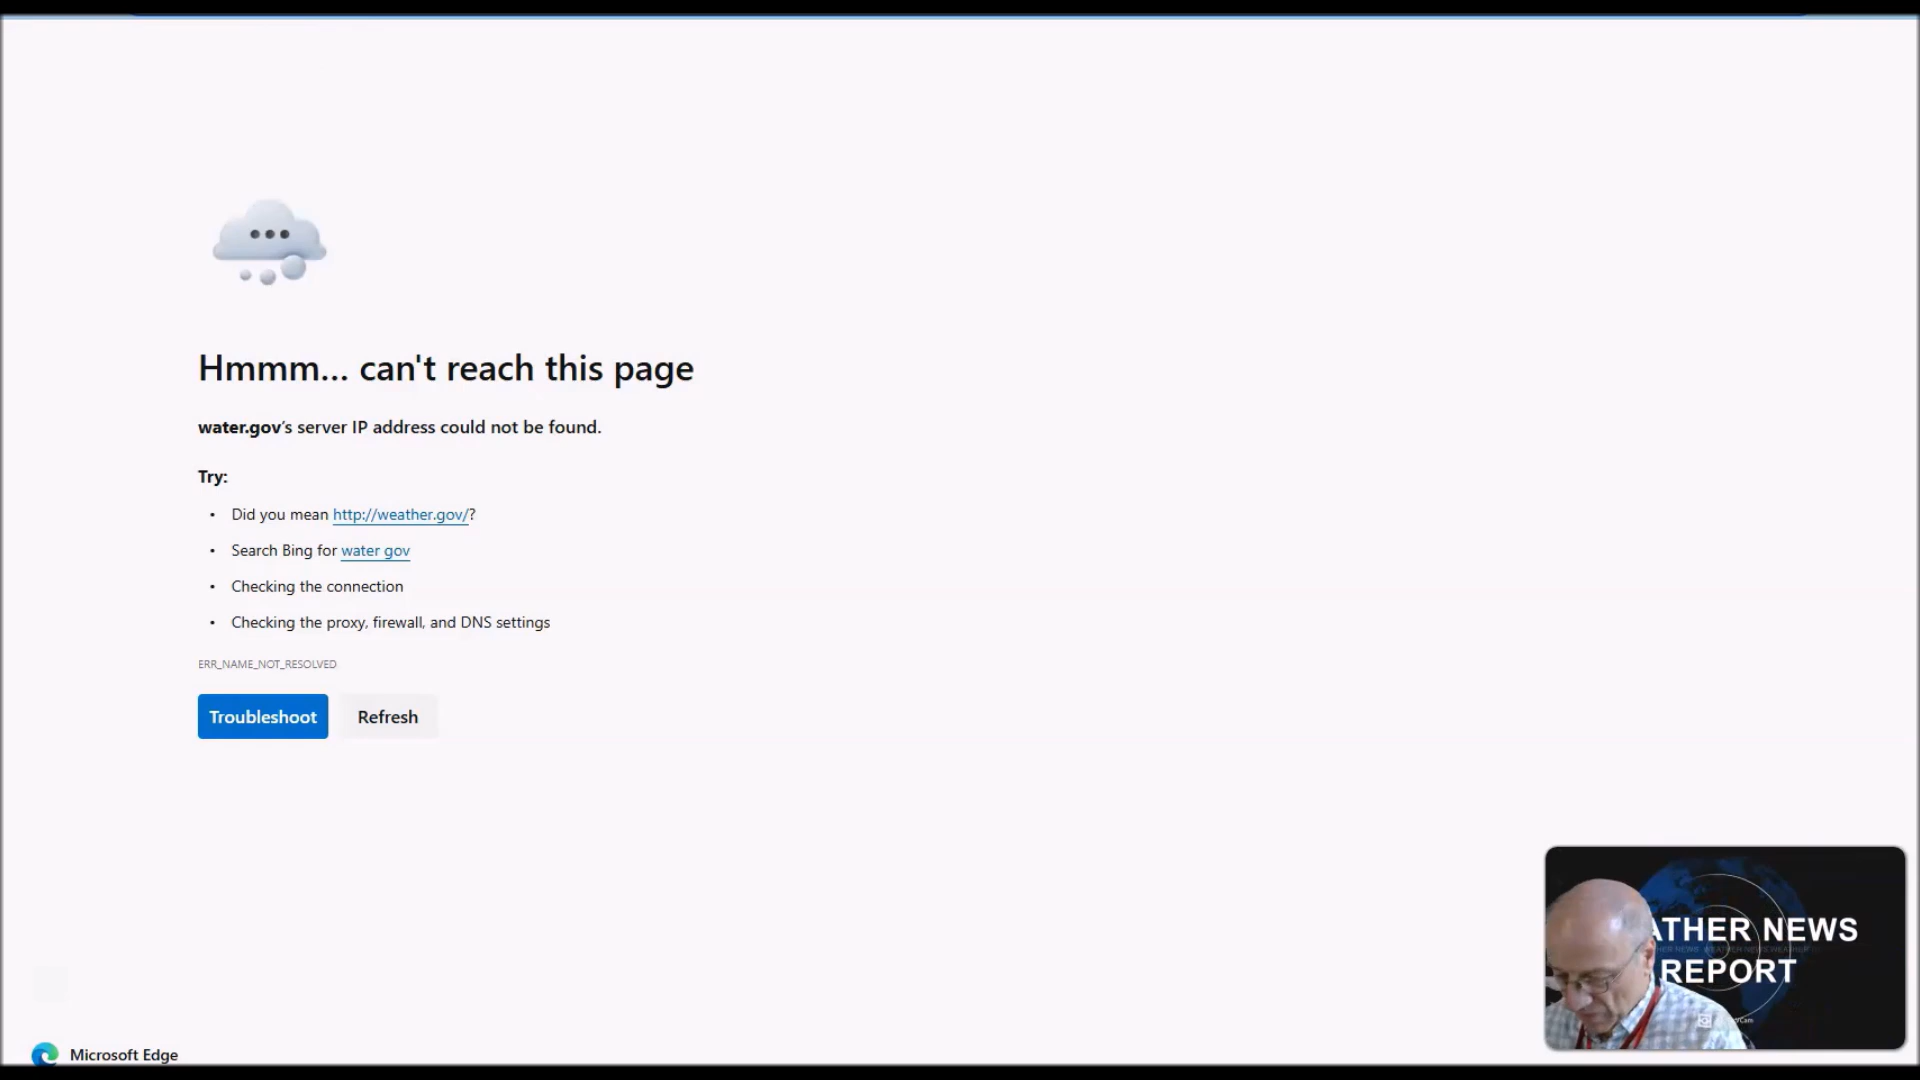 Hmmm... can't reach this page
water.gov's server IP address could not be found.
Try:
• Did you mean http://weather.gov/?
• Search Bing for water gov
• Checking the connection
• Checking the proxy, firewall, and DNS settings
ERR_NAME_NOT_RESOLVED
Troubleshoot
Refresh
ATHER NEWS
REPORT
Microsoft Edge